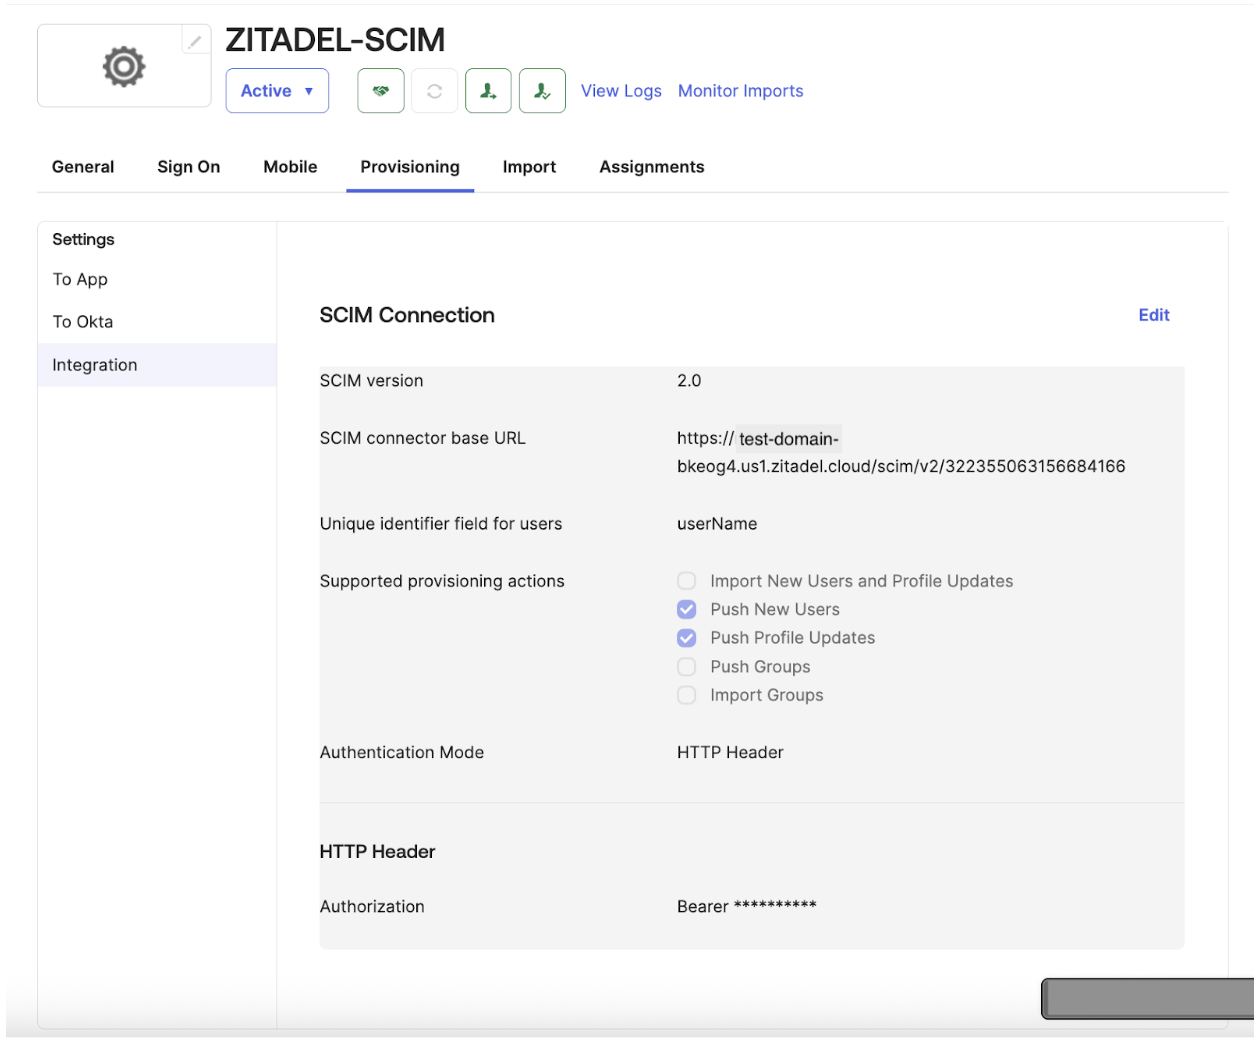 ZITADEL-SCIM
Active ▼
View Logs
Monitor Imports
General
Sign On
Mobile
Provisioning
Import
Assignments
Settings
To App
To Okta
Integration
SCIM Connection
Edit
SCIM version
2.0
SCIM connector base URL
https:// test-domain-
bkeog4.us1.zitadel.cloud/scim/v2/322355063156684166
Unique identifier field for users
userName
Supported provisioning actions
Import New Users and Profile Updates
Push New Users
Push Profile Updates
Push Groups
Import Groups
Authentication Mode
HTTP Header
HTTP Header
Authorization
Bearer **********